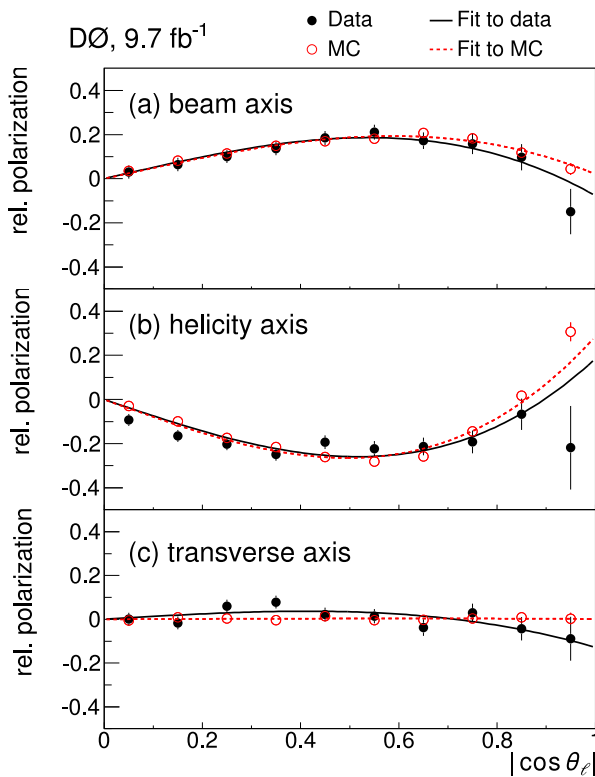 DØ, 9.7 fb-1
Data
Fit to data
MC
Fit to MC
rel. polarization
(a) beam axis
0.4
0.2
0
-0.2
-0.4
rel. polarization
(b) helicity axis
0.4
0.2
0
-0.2
-0.4
rel. polarization
(c) transverse axis
0.4
0.2
0
-0.2
-0.4
0 0.2 0.4 0.6 0.8 1
|cos θℓ|